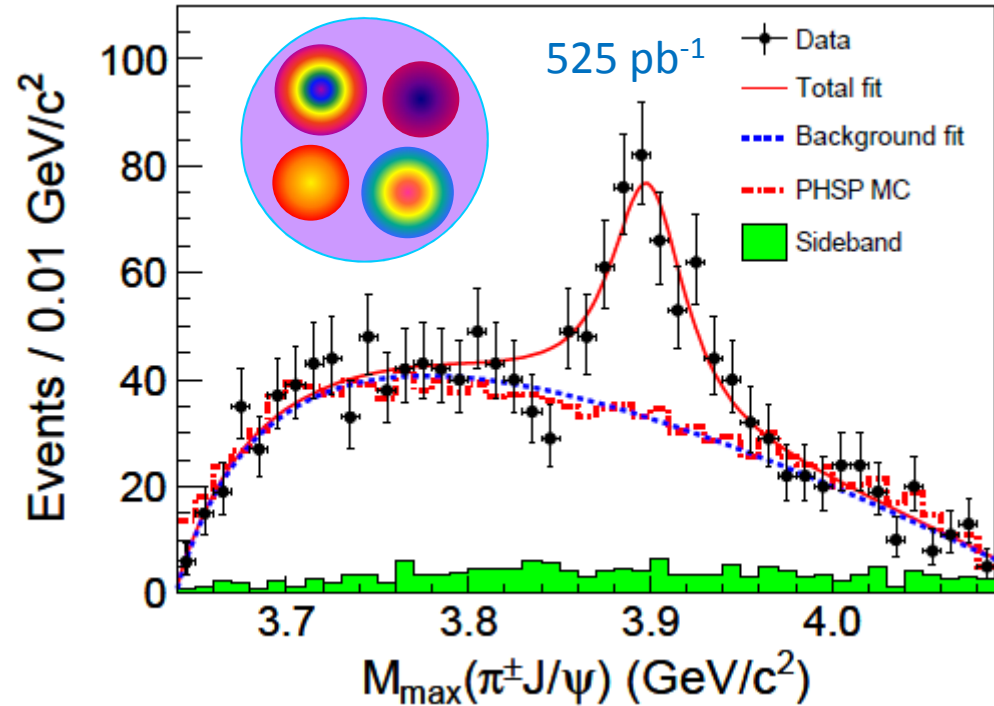 525 pb⁻¹
Data
Total fit
Background fit
PHSP MC
Sideband
Events / 0.01 GeV/c²
100
80
60
40
20
0
3.7 3.8 3.9 4.0
M_max(π±J/ψ) (GeV/c²)